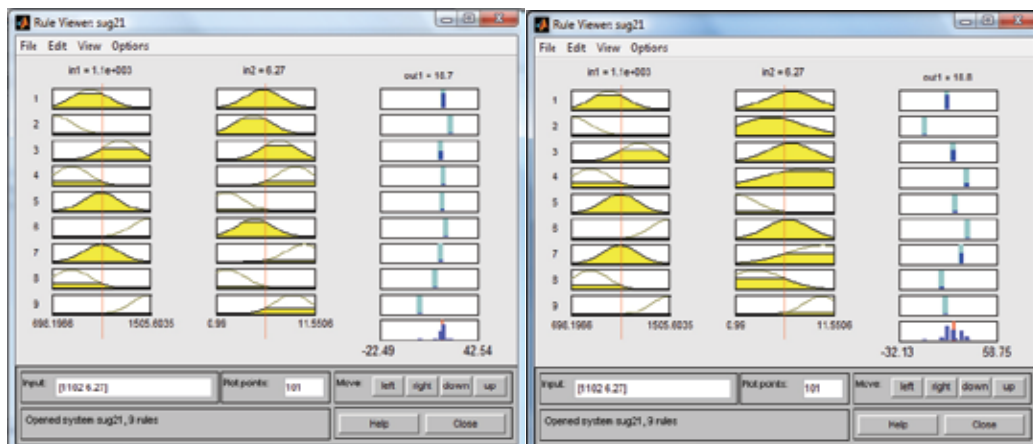 Rule Viewer: sug21
File Edit View Options
in1 = 1.1e+003
in2 = 6.27
out1 = 18.7
1
2
3
4
5
6
7
8
9
698.1966 1505.6035
0.99 11.5506
-22.49 42.54
Input: [1102 6.27]
Plot points: 101
Move: left right down up
Opened system sug21, 9 rules
Help Close
Rule Viewer: sug21
File Edit View Options
in1 = 1.1e+003
in2 = 6.27
out1 = 18.8
1
2
3
4
5
6
7
8
9
698.1966 1505.6035
0.99 11.5506
-32.13 58.75
Input: [1102 6.27]
Plot points: 101
Move: left right down up
Opened system sug21, 9 rules
Help Close